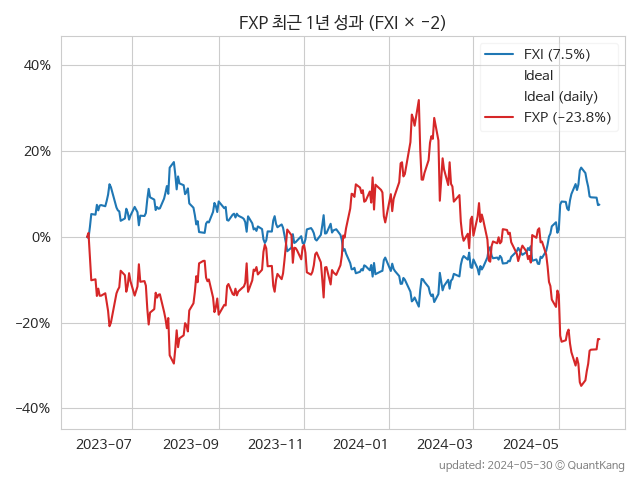 FXP 최근 1년 성과 (FXI × −2)
FXI (7.5%)
Ideal
Ideal (daily)
FXP (−23.8%)
40%
20%
0%
−20%
−40%
2023-07
2023-09
2023-11
2024-01
2024-03
2024-05
updated: 2024-05-30 © QuantKang